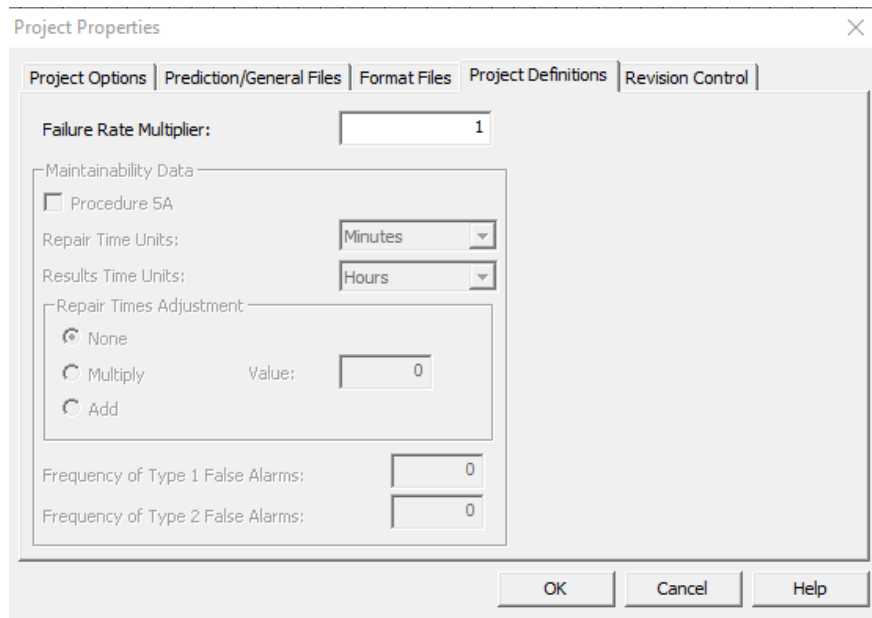 Project Properties
Project Options Prediction/General Files Format Files Project Definitions Revision Control
Failure Rate Multiplier: 1
Maintainability Data
Procedure 5A
Repair Time Units: Minutes
Results Time Units: Hours
Repair Times Adjustment
None
Multiply Value: 0
Add
Frequency of Type 1 False Alarms: 0
Frequency of Type 2 False Alarms: 0
OK Cancel Help